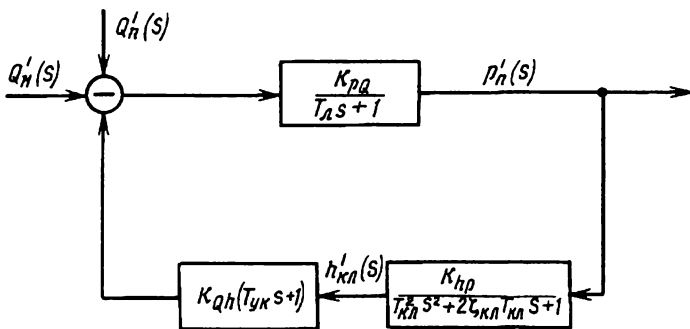 Q'п(s)
Q'н(s)
−
KpQ / (Tл s + 1)
p'п(s)
KQh (Tук s+1)
h'кл(s)
Khp / (T²кл s² + 2ζкл Tкл s + 1)